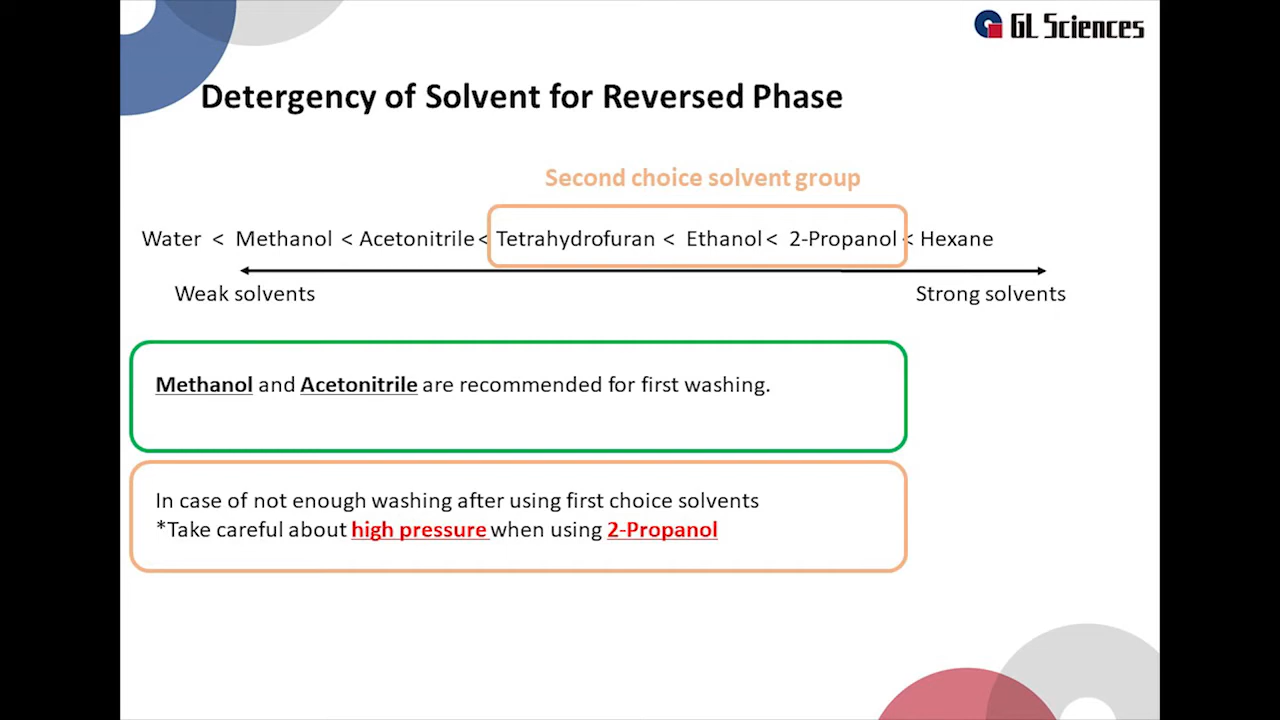 GL Sciences
Detergency of Solvent for Reversed Phase
Second choice solvent group
Water < Methanol < Acetonitrile < Tetrahydrofuran < Ethanol < 2-Propanol < Hexane
Weak solvents Strong solvents
Methanol and Acetonitrile are recommended for first washing.
In case of not enough washing after using first choice solvents
*Take careful about high pressure when using 2-Propanol